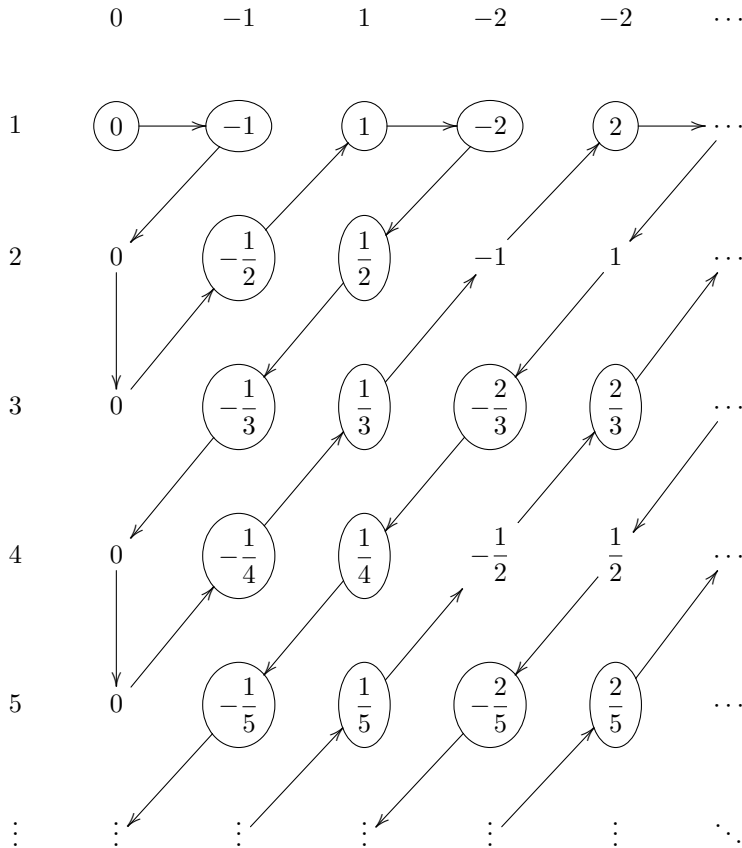 0 −1 1 −2 −2 ⋯
1 0 −1 1 −2 2 ⋯
2 0 −1/2 1/2 −1 1 ⋯
3 0 −1/3 1/3 −2/3 2/3 ⋯
4 0 −1/4 1/4 −1/2 1/2 ⋯
5 0 −1/5 1/5 −2/5 2/5 ⋯
⋮ ⋮ ⋮ ⋮ ⋮ ⋮ ⋱